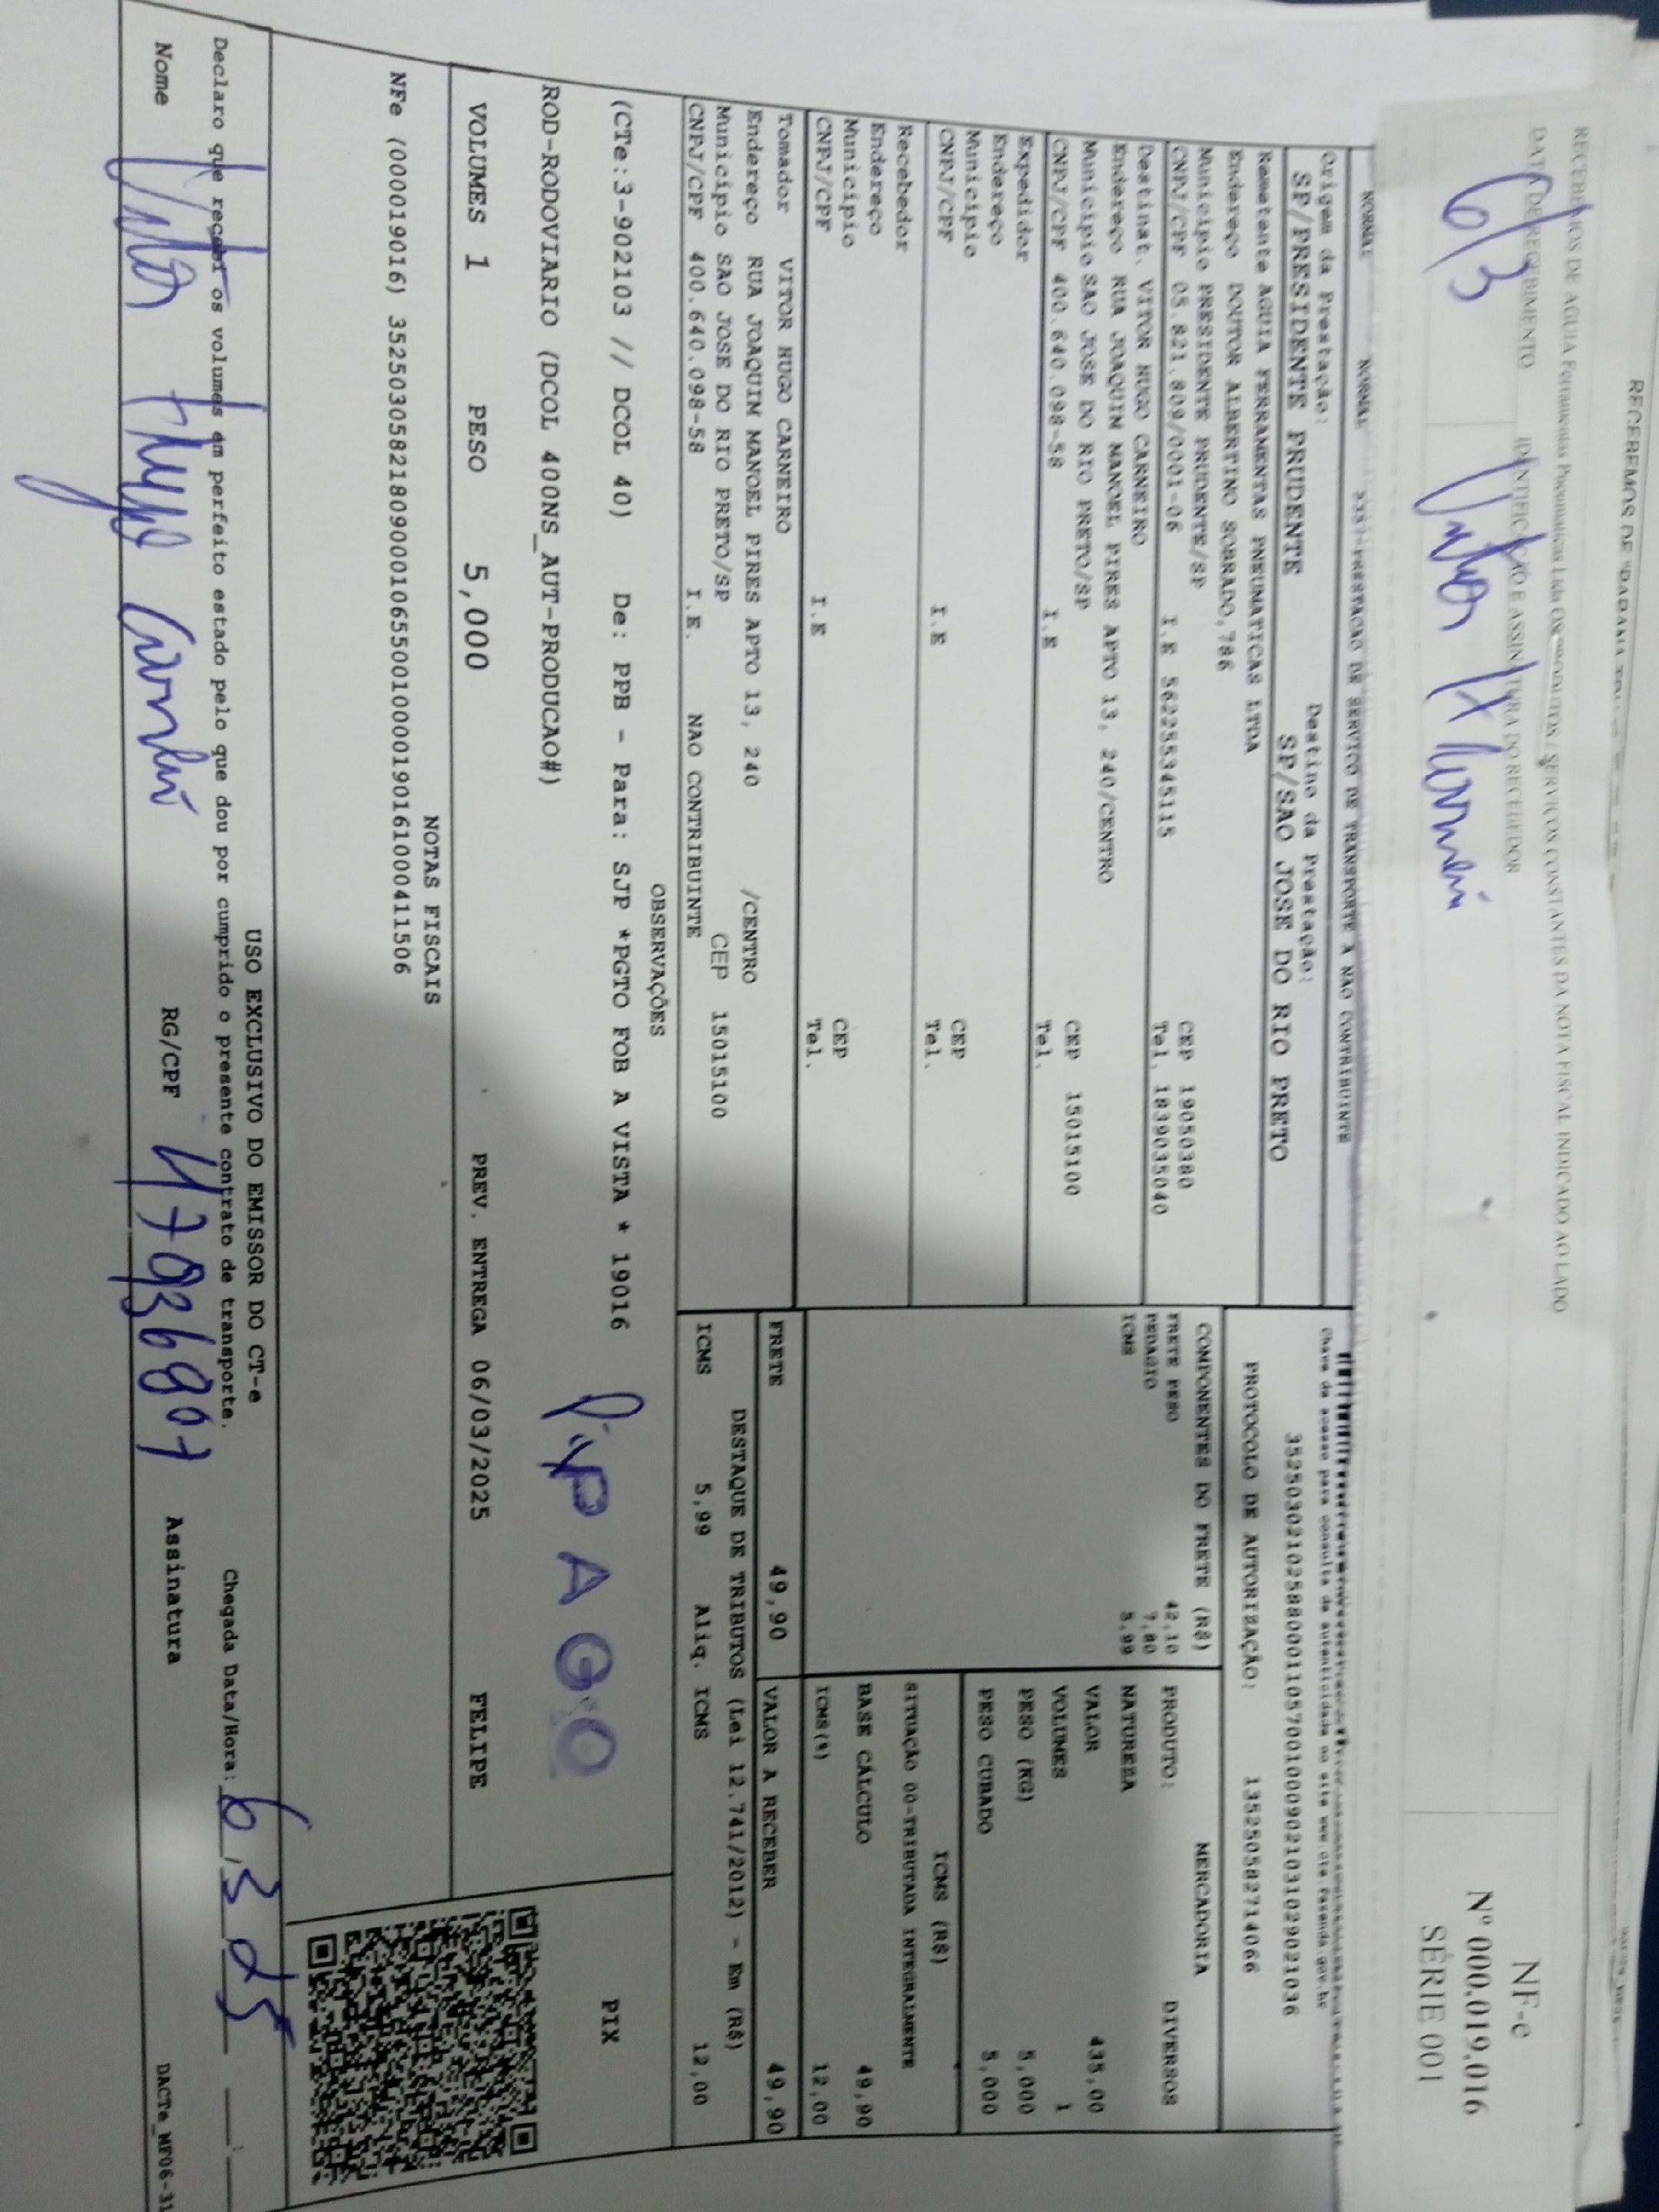 RECEBEMOS DE
RECEBEMOS DE AGUIA Ferramentas Pneumaticas Ltda OS PRODUTOS / SERVIÇOS CONSTANTES DA NOTA FISCAL INDICADO AO LADO
DATA DE RECEBIMENTO IDENTIFICAÇÃO E ASSINATURA DO RECEBEDOR
6/3 Vitor H Carneiro
NF-e
Nº 000.019.016
SÉRIE 001
NORMAL NORMAL PRESTACAO DE SERVICO DE TRANSPORTE A NÃO CONTRIBUINTE
Origem da Prestação: Destino da Prestação:
SP/PRESIDENTE PRUDENTE SP/SAO JOSE DO RIO PRETO
Remetente AGUIA FERRAMENTAS PNEUMATICAS LTDA
Endereço DOUTOR ALBERTINO SOBRADO,786
Município PRESIDENTE PRUDENTE/SP CEP 19050380
CNPJ/CPF 05.821.809/0001-06 I.E 562255345115 Tel. 1839035040
Destinat. VITOR HUGO CARNEIRO
Endereço RUA JOAQUIM MANOEL PIRES APTO 13, 240/CENTRO
Município SAO JOSE DO RIO PRETO/SP CEP 15015100
CNPJ/CPF 400.640.098-58 I.E Tel.
Expedidor
Endereço
Município CEP
CNPJ/CPF I.E Tel.
Recebedor
Endereço
Município CEP
CNPJ/CPF I.E Tel.
Tomador VITOR HUGO CARNEIRO
Endereço RUA JOAQUIM MANOEL PIRES APTO 13, 240 /CENTRO
Município SAO JOSE DO RIO PRETO/SP CEP 15015100
CNPJ/CPF 400.640.098-58 I.E. NAO CONTRIBUINTE
Chave de acesso para consulta de autenticidade no site www.cte.fazenda.gov.br
35250302102588000110570010009021031029021036
PROTOCOLO DE AUTORIZAÇÃO: 135250582714066
COMPONENTES DO FRETE (R$)
FRETE PESO 42,10
PEDAGIO 7,80
ICMS 5,99
MERCADORIA
PRODUTO: DIVERSOS
NATUREZA
VALOR 435,00
VOLUMES 1
PESO (KG) 5,000
PESO CUBADO 5,000
ICMS (R$)
SITUAÇÃO 00-TRIBUTADA INTEGRALMENTE
BASE CÁLCULO 49,90
ICMS(%) 12,00
FRETE 49,90 VALOR A RECEBER 49,90
DESTAQUE DE TRIBUTOS (Lei 12.741/2012) - Em (R$)
ICMS 5,99 Aliq. ICMS 12,00
OBSERVAÇÕES
(CTe:3-902103 // DCOL 40) De: PPB - Para: SJP *PGTO FOB A VISTA * 19016
ROD-RODOVIARIO (DCOL 400NS_AUT-PRODUCAO#)
PAGO
PIX
VOLUMES 1 PESO 5,000 PREV. ENTREGA 06/03/2025 FELIPE
NOTAS FISCAIS
NFe (000019016) 35250305821809000106550010000190161000411506
USO EXCLUSIVO DO EMISSOR DO CT-e
Declaro que recebi os volumes em perfeito estado pelo que dou por cumprido o presente contrato de transporte. Chegada Data/Hora: 6/3 25
Nome Vitor Hugo Carneiro RG/CPF 47936807 Assinatura
DACTe_MF06-31